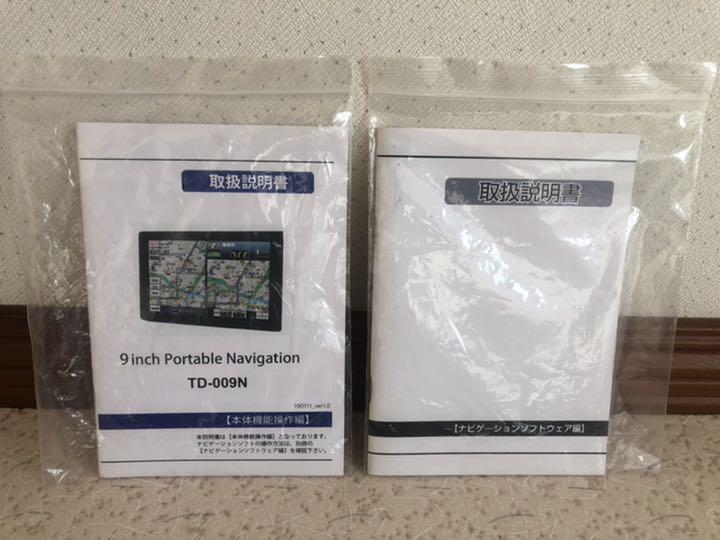 取扱説明書
9 inch Portable Navigation
TD-009N
190111_ver1.0
【本体機能操作編】
本説明書は【本体機能操作編】となっております。
ナビゲーションソフトの操作方法は、別冊の
【ナビゲーションソフトウェア編】を確認下さい。
取扱説明書
【ナビゲーションソフトウェア編】